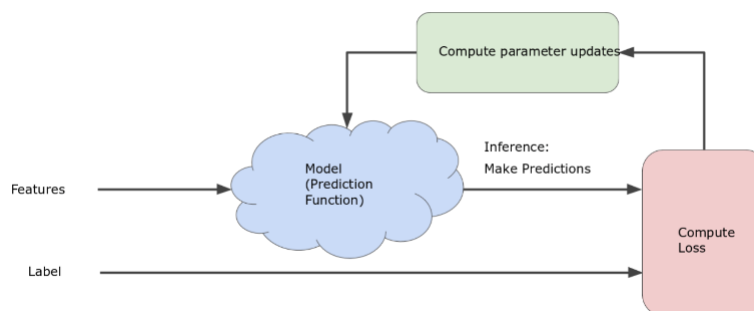 Compute parameter updates
Inference:
Make Predictions
Model
(Prediction
Function)
Features
Compute
Loss
Label